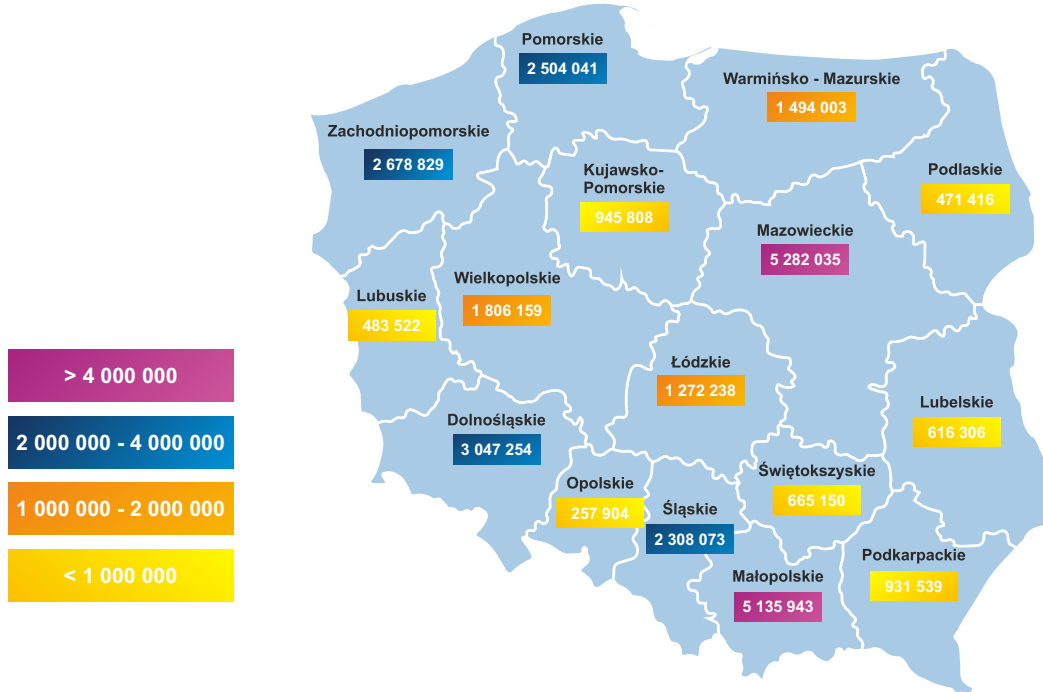 Pomorskie
2 504 041
Warmińsko - Mazurskie
1 494 003
Zachodniopomorskie
2 678 829
Kujawsko-
Pomorskie
945 808
Podlaskie
471 416
Mazowieckie
5 282 035
Wielkopolskie
1 806 159
Lubuskie
483 522
Łódzkie
1 272 238
Lubelskie
616 306
Dolnośląskie
3 047 254
Opolskie
257 904
Śląskie
2 308 073
Świętokszyskie
665 150
Podkarpackie
931 539
Małopolskie
5 135 943
> 4 000 000
2 000 000 - 4 000 000
1 000 000 - 2 000 000
< 1 000 000